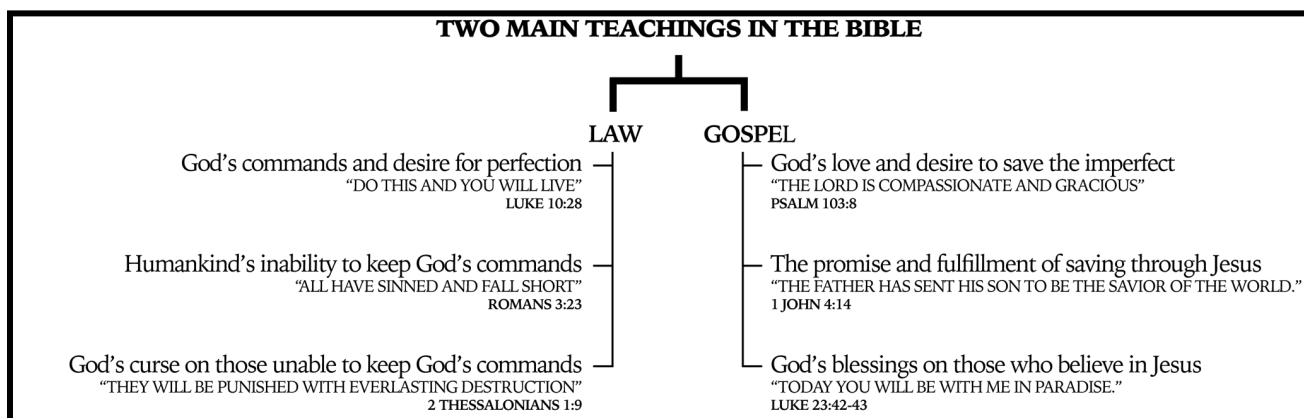 TWO MAIN TEACHINGS IN THE BIBLE
LAW
God’s commands and desire for perfection
“DO THIS AND YOU WILL LIVE”
LUKE 10:28
Humankind’s inability to keep God’s commands
“ALL HAVE SINNED AND FALL SHORT”
ROMANS 3:23
God’s curse on those unable to keep God’s commands
“THEY WILL BE PUNISHED WITH EVERLASTING DESTRUCTION”
2 THESSALONIANS 1:9
GOSPEL
God’s love and desire to save the imperfect
“THE LORD IS COMPASSIONATE AND GRACIOUS”
PSALM 103:8
The promise and fulfillment of saving through Jesus
“THE FATHER HAS SENT HIS SON TO BE THE SAVIOR OF THE WORLD.”
1 JOHN 4:14
God’s blessings on those who believe in Jesus
“TODAY YOU WILL BE WITH ME IN PARADISE.”
LUKE 23:42-43